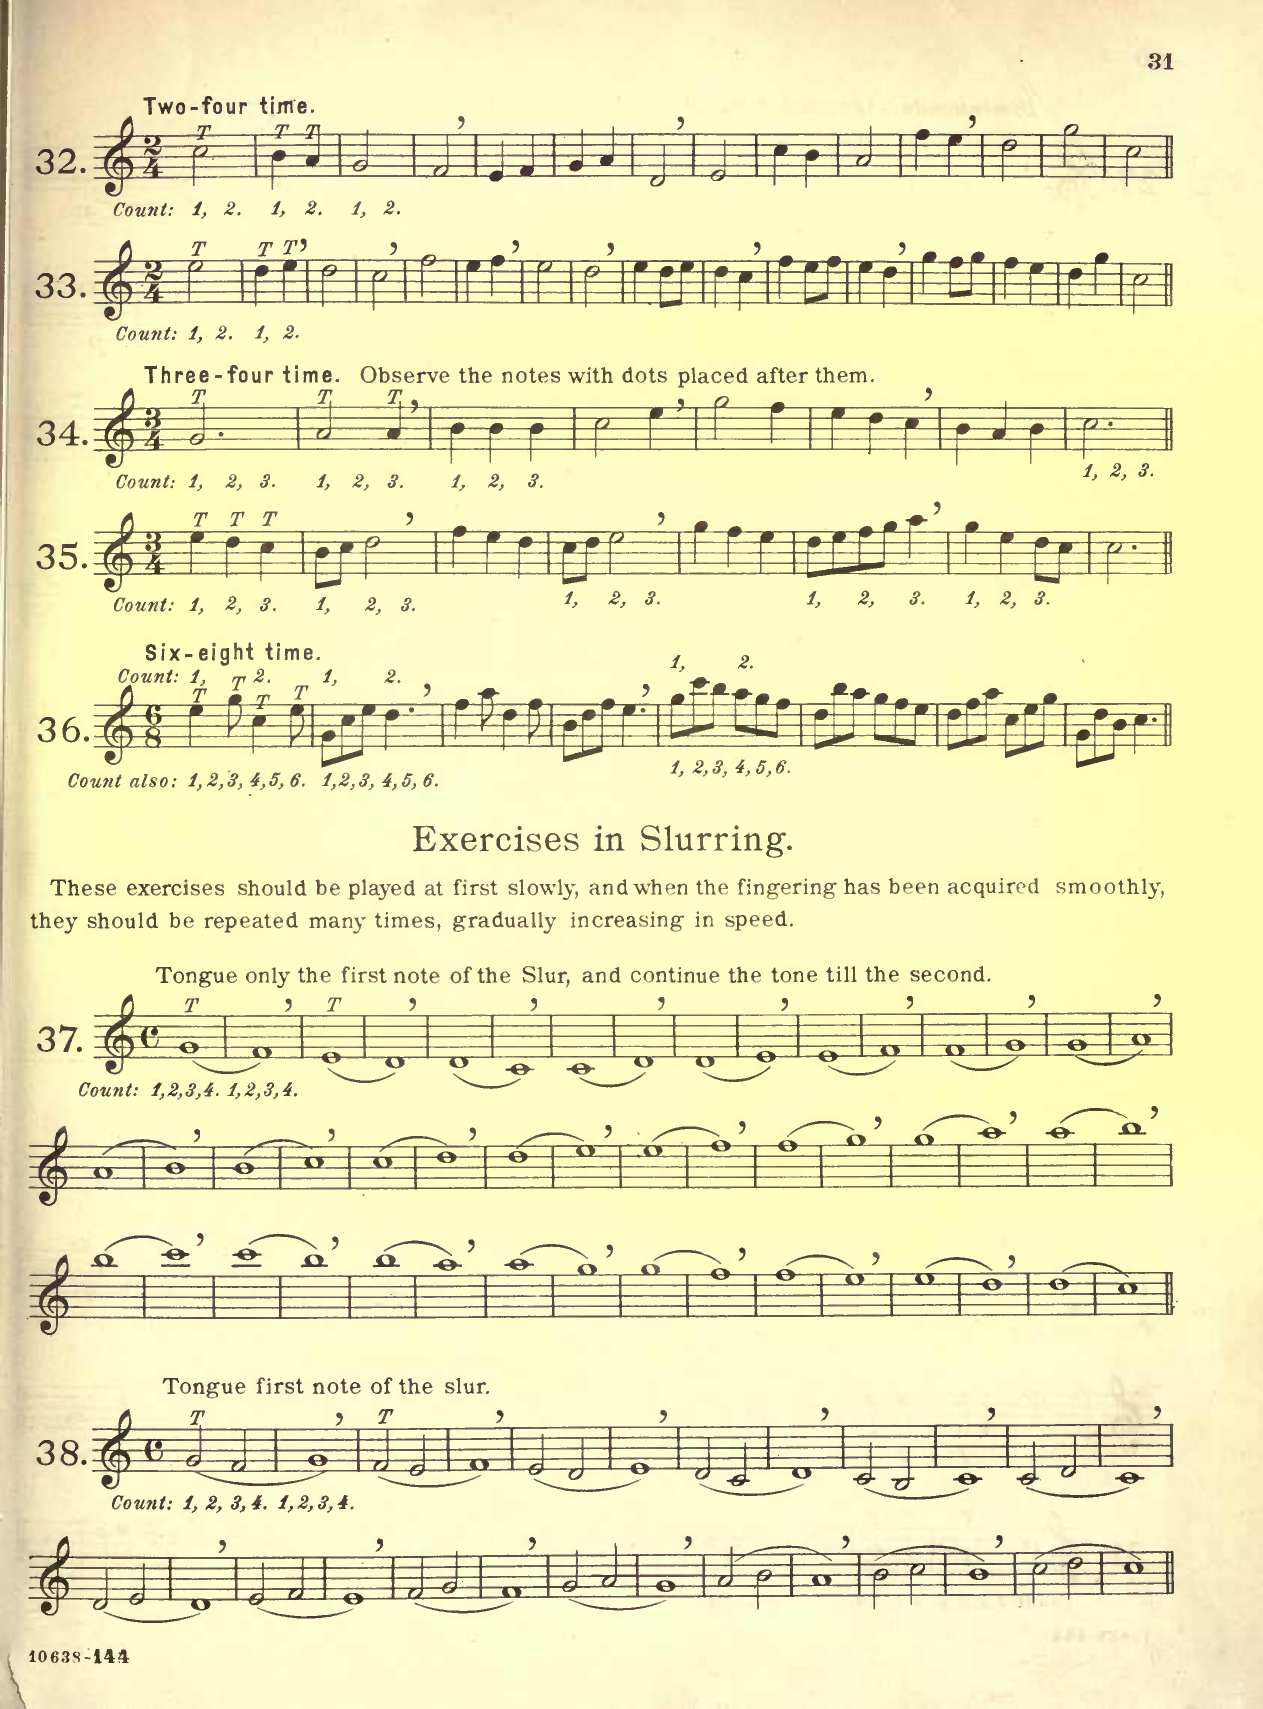 31
Two-four time.
T T T
32.
Count: 1, 2. 1, 2. 1, 2.
T T T
33.
Count: 1, 2. 1, 2.
Three-four time. Observe the notes with dots placed after them.
T T T
34.
Count: 1, 2, 3. 1, 2, 3. 1, 2, 3. 1, 2, 3.
T T T
35.
Count: 1, 2, 3. 1, 2, 3. 1, 2, 3. 1, 2, 3. 1, 2, 3.
Six-eight time.
Count: 1, 2. 1, 2. 1, 2.
T T T T
36.
Count also: 1,2,3, 4,5,6. 1,2,3, 4,5,6. 1, 2,3, 4,5,6.
Exercises in Slurring.
These exercises should be played at first slowly, and when the fingering has been acquired smoothly,
they should be repeated many times, gradually increasing in speed.
Tongue only the first note of the Slur, and continue the tone till the second.
T T
37.
Count: 1,2,3,4. 1,2,3,4.
Tongue first note of the slur.
T T
38.
Count: 1, 2, 3, 4. 1,2,3,4.
10638-144